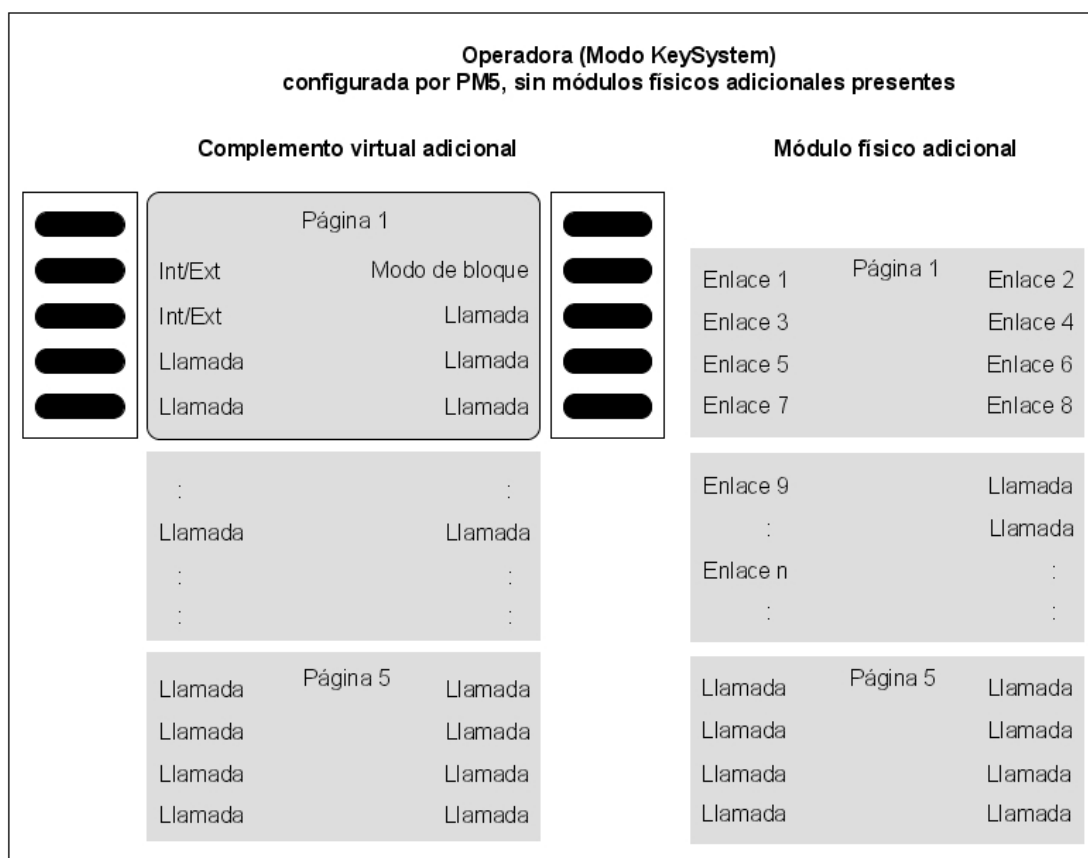 Operadora (Modo KeySystem)
configurada por PM5, sin módulos físicos adicionales presentes
Complemento virtual adicional
Página 1
Int/Ext Modo de bloque
Int/Ext Llamada
Llamada Llamada
Llamada Llamada
: :
Llamada Llamada
: :
: :
Llamada Página 5 Llamada
Llamada Llamada
Llamada Llamada
Llamada Llamada
Módulo físico adicional
Enlace 1 Página 1 Enlace 2
Enlace 3 Enlace 4
Enlace 5 Enlace 6
Enlace 7 Enlace 8
Enlace 9 Llamada
: Llamada
Enlace n :
: :
Llamada Página 5 Llamada
Llamada Llamada
Llamada Llamada
Llamada Llamada